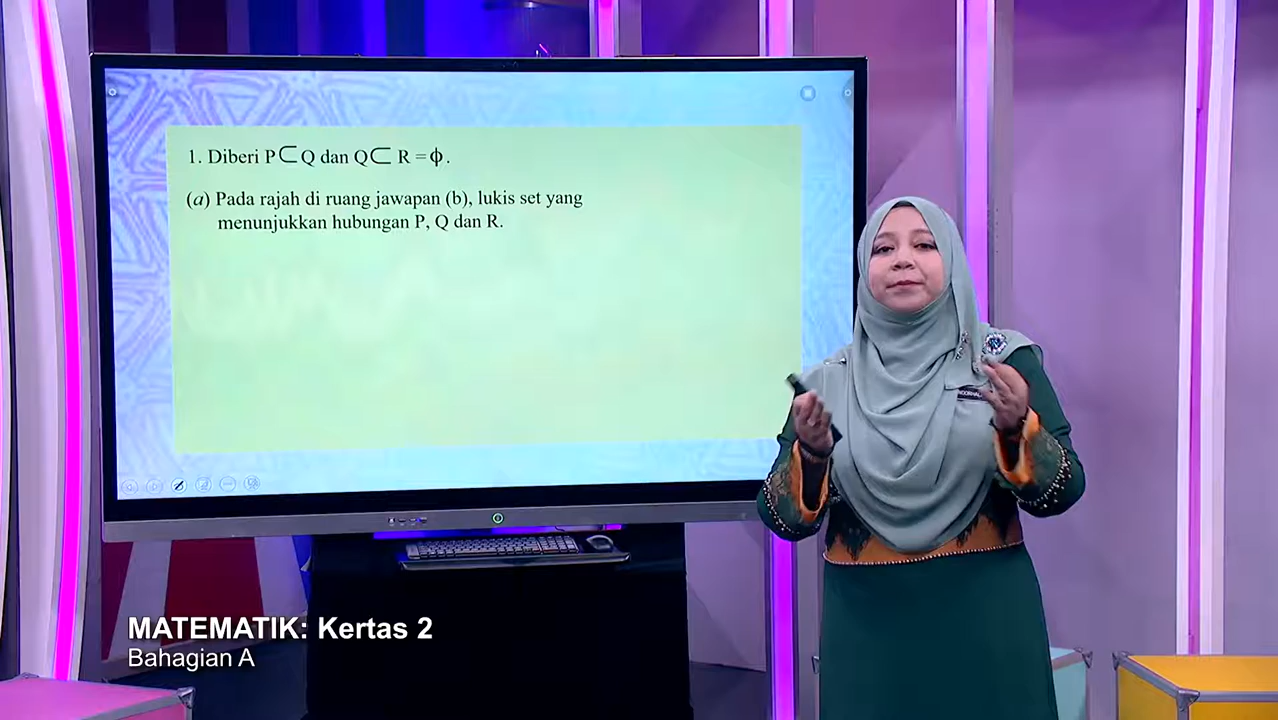 1. Diberi P⊂Q dan Q⊂ R = ϕ.
(a) Pada rajah di ruang jawapan (b), lukis set yang
menunjukkan hubungan P, Q dan R.
MATEMATIK: Kertas 2
Bahagian A